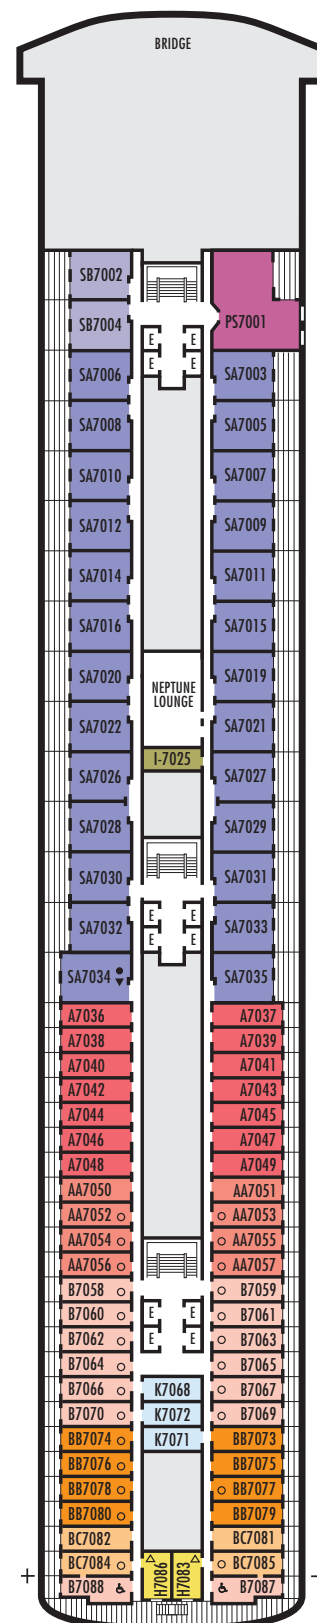 BRIDGE
SB7002
SB7004 E E PS7001
E E
SA7006 SA7003
SA7008 SA7005
SA7010 SA7007
SA7012 SA7009
SA7014 SA7011
SA7016 SA7015
SA7020 NEPTUNE SA7019
LOUNGE
SA7022 SA7021
SA7026 I-7025 SA7027
SA7028 SA7029
SA7030 SA7031
SA7032 E E SA7033
E E
SA7034 SA7035
A7036 A7037
A7038 A7039
A7040 A7041
A7042 A7043
A7044 A7045
A7046 A7047
A7048 A7049
AA7050 AA7051
AA7052 AA7053
AA7054 AA7055
AA7056 AA7057
B7058 B7059
B7060 E E B7061
B7062 E E B7063
B7064 B7065
B7066 K7068 B7067
B7070 K7072 B7069
BB7074 K7071 BB7073
BB7076 BB7075
BB7078 BB7077
BB7080 BB7079
BC7082 BC7081
BC7084 H7086 H7083 BC7085
B7088 B7087